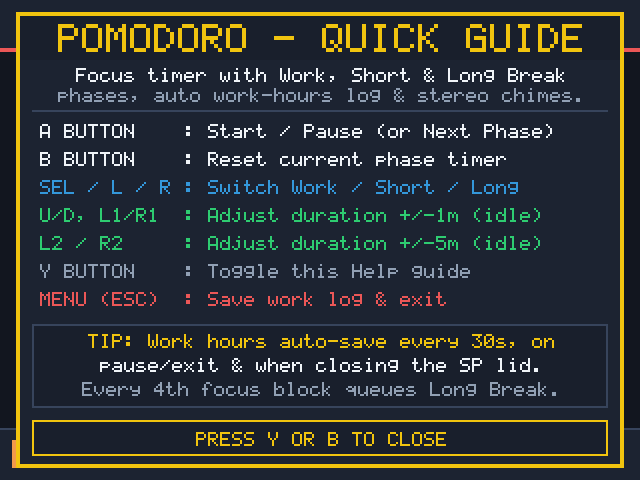 POMODORO - QUICK GUIDE
Focus timer with Work, Short & Long Break
phases, auto work-hours log & stereo chimes.
A BUTTON : Start / Pause (or Next Phase)
B BUTTON : Reset current phase timer
SEL / L / R : Switch Work / Short / Long
U/D, L1/R1 : Adjust duration +/-1m (idle)
L2 / R2 : Adjust duration +/-5m (idle)
Y BUTTON : Toggle this Help guide
MENU (ESC) : Save work log & exit
TIP: Work hours auto-save every 30s, on
pause/exit & when closing the SP lid.
Every 4th focus block queues Long Break.
PRESS Y OR B TO CLOSE